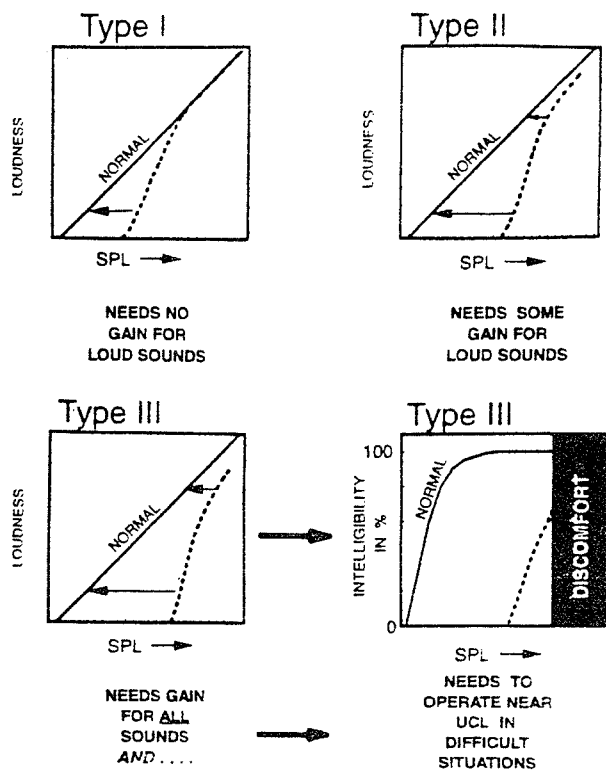 Type I
LOUDNESS
NORMAL
SPL
NEEDS NO
GAIN FOR
LOUD SOUNDS
Type II
LOUDNESS
NORMAL
SPL
NEEDS SOME
GAIN FOR
LOUD SOUNDS
Type III
LOUDNESS
NORMAL
SPL
NEEDS GAIN
FOR ALL
SOUNDS
AND ....
Type III
INTELLIGIBILITY
IN %
100
0
NORMAL
DISCOMFORT
SPL
NEEDS TO
OPERATE NEAR
UCL IN
DIFFICULT
SITUATIONS